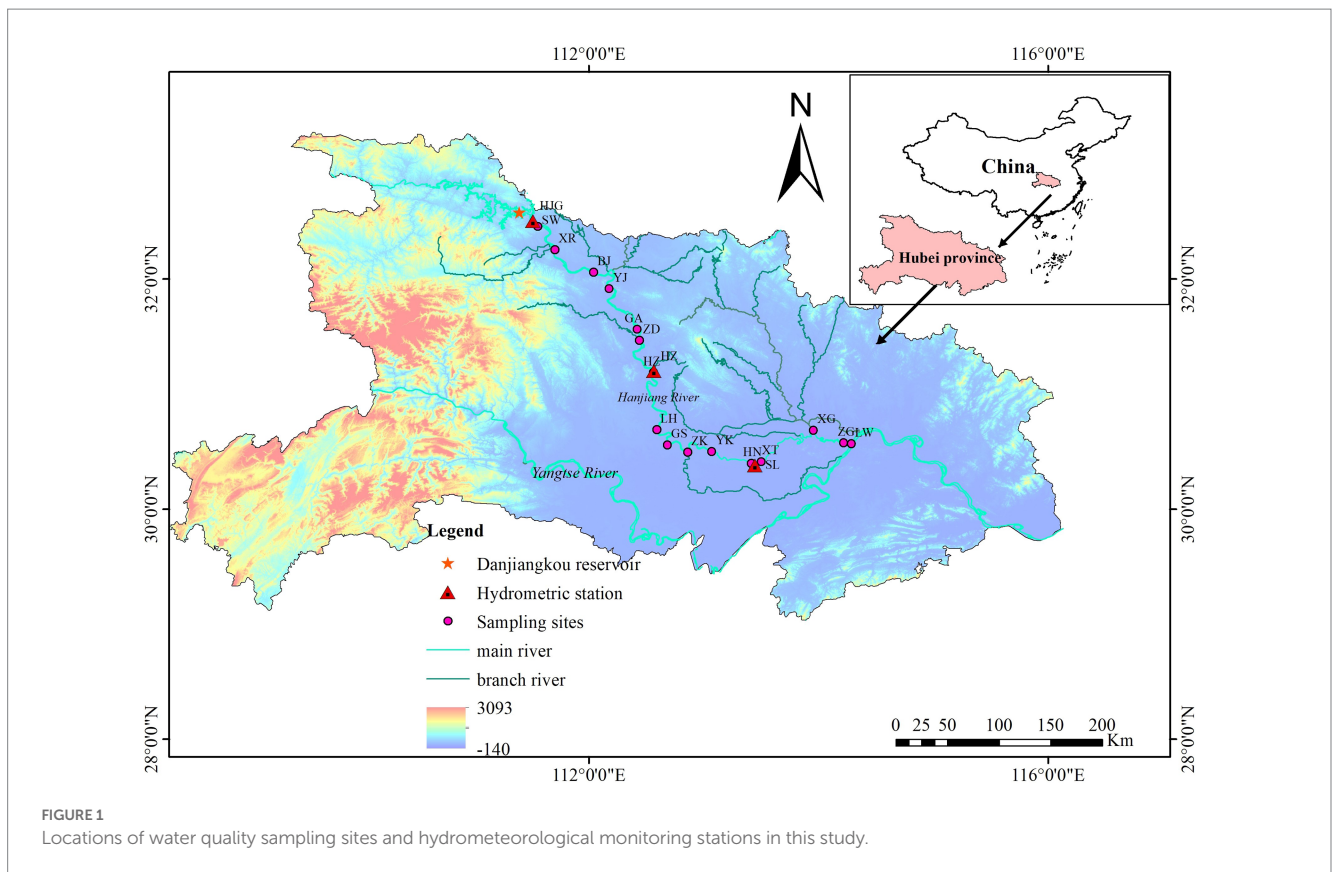 112°0'0"E
116°0'0"E
N
China
Hubei province
32°0'0"N
32°0'0"N
HJG
SW
XR
BJ
YJ
GA
ZD
HZ
HZ
Hanjiang River
LH
GS
ZK
YK
HN
XT
SL
XG
ZG
LW
Yangtse River
30°0'0"N
30°0'0"N
Legend
Danjiangkou reservoir
Hydrometric station
Sampling sites
main river
branch river
3093
-140
0 25 50 100 150 200
Km
28°0'0"N
28°0'0"N
112°0'0"E
116°0'0"E
FIGURE 1
Locations of water quality sampling sites and hydrometeorological monitoring stations in this study.